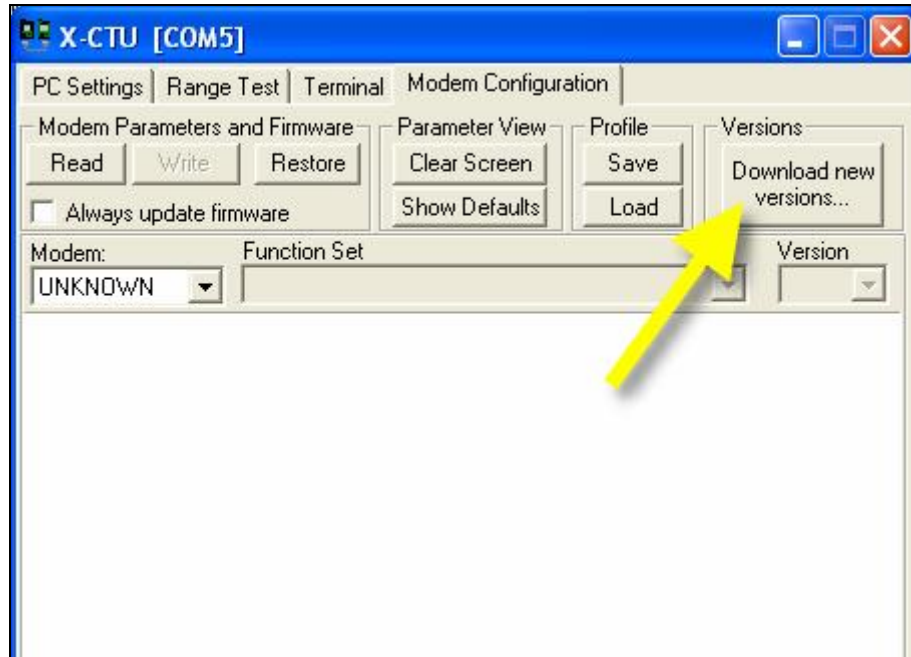 X-CTU [COM5]
PC Settings Range Test Terminal Modem Configuration
Modem Parameters and Firmware Parameter View Profile Versions
Read Write Restore Clear Screen Save Download new versions...
Always update firmware Show Defaults Load
Modem: Function Set Version
UNKNOWN